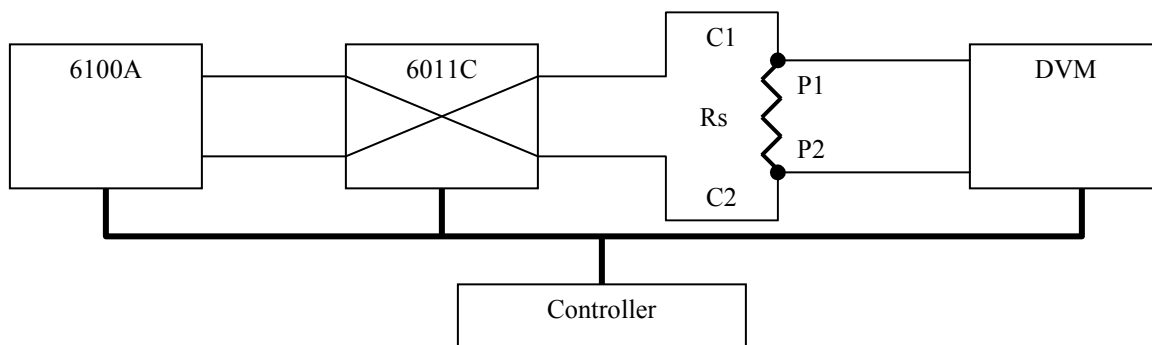 6100A
6011C
C1
DVM
P1
Rs
P2
C2
Controller